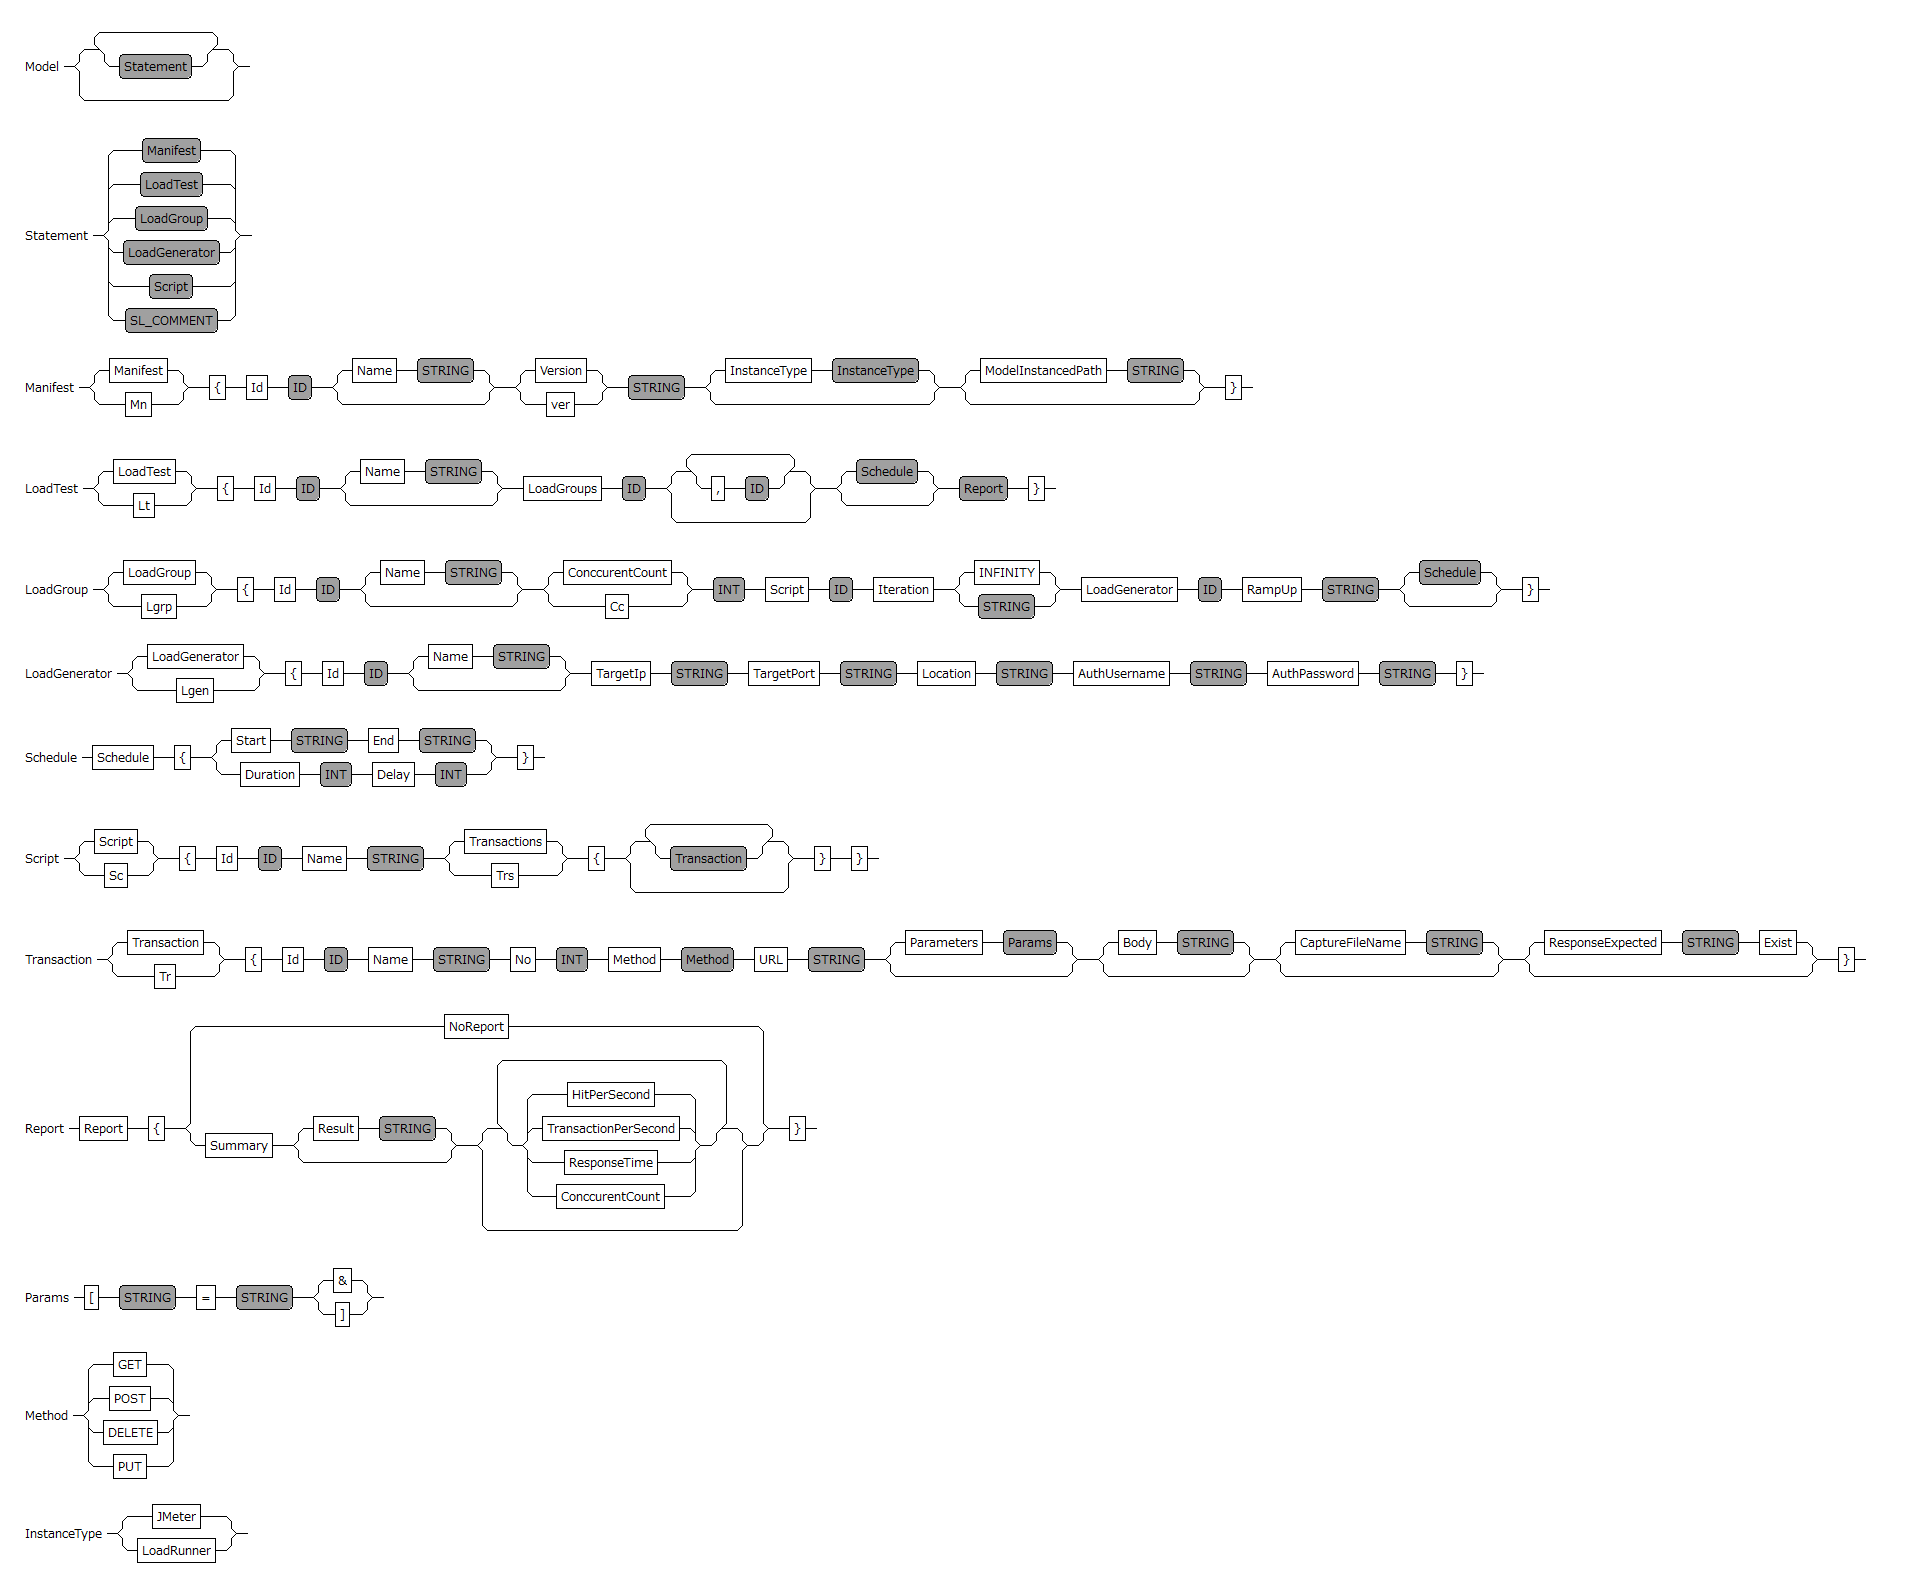 Model Statement
Manifest
LoadTest
LoadGroup
Statement
LoadGenerator
Script
SL_COMMENT
Manifest Name STRING Version InstanceType InstanceType ModelInstancedPath STRING
Manifest { Id ID STRING }
Mn ver
LoadTest Name STRING Schedule
LoadTest { Id ID LoadGroups ID , ID Report }
Lt
LoadGroup Name STRING ConccurentCount INFINITY Schedule
LoadGroup { Id ID INT Script ID Iteration LoadGenerator ID RampUp STRING }
Lgrp Cc STRING
LoadGenerator Name STRING
LoadGenerator { Id ID TargetIp STRING TargetPort STRING Location STRING AuthUsername STRING AuthPassword STRING }
Lgen
Start STRING End STRING
Schedule Schedule { }
Duration INT Delay INT
Script Transactions
Script { Id ID Name STRING { Transaction } }
Sc Trs
Transaction Parameters Params Body STRING CaptureFileName STRING ResponseExpected STRING Exist
Transaction { Id ID Name STRING No INT Method Method URL STRING }
Tr
NoReport
HitPerSecond
Report Report { Result STRING TransactionPerSecond }
Summary
ResponseTime
ConccurentCount
&
Params [ STRING = STRING
]
GET
POST
Method
DELETE
PUT
JMeter
InstanceType
LoadRunner